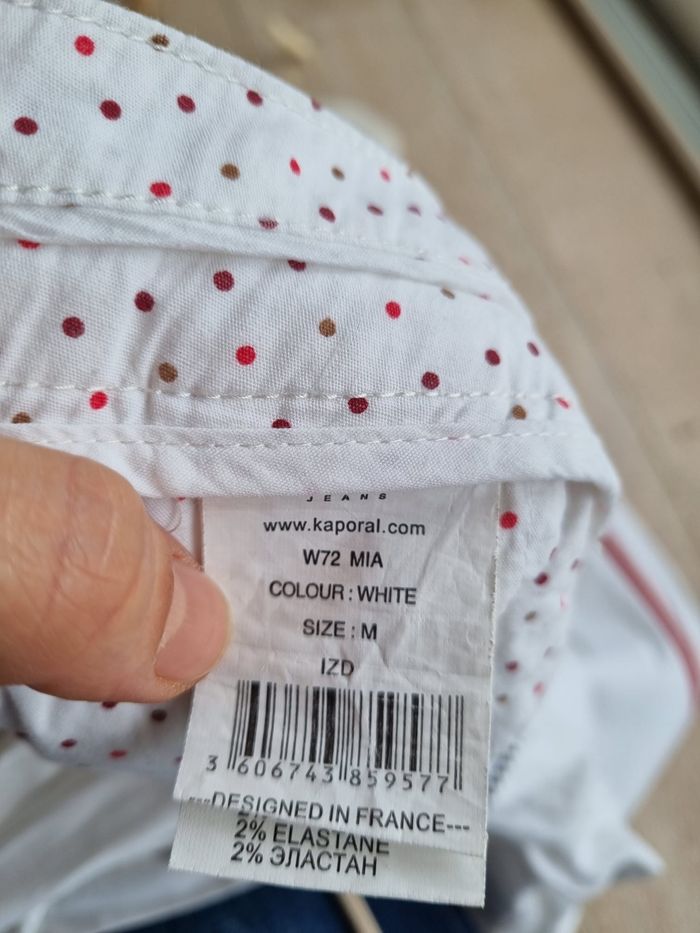 JEANS
www.kaporal.com
W72 MIA
COLOUR : WHITE
SIZE : M
IZD
3 606743 859577
---DESIGNED IN FRANCE---
2% ELASTANE
2% ЭЛАСТАН